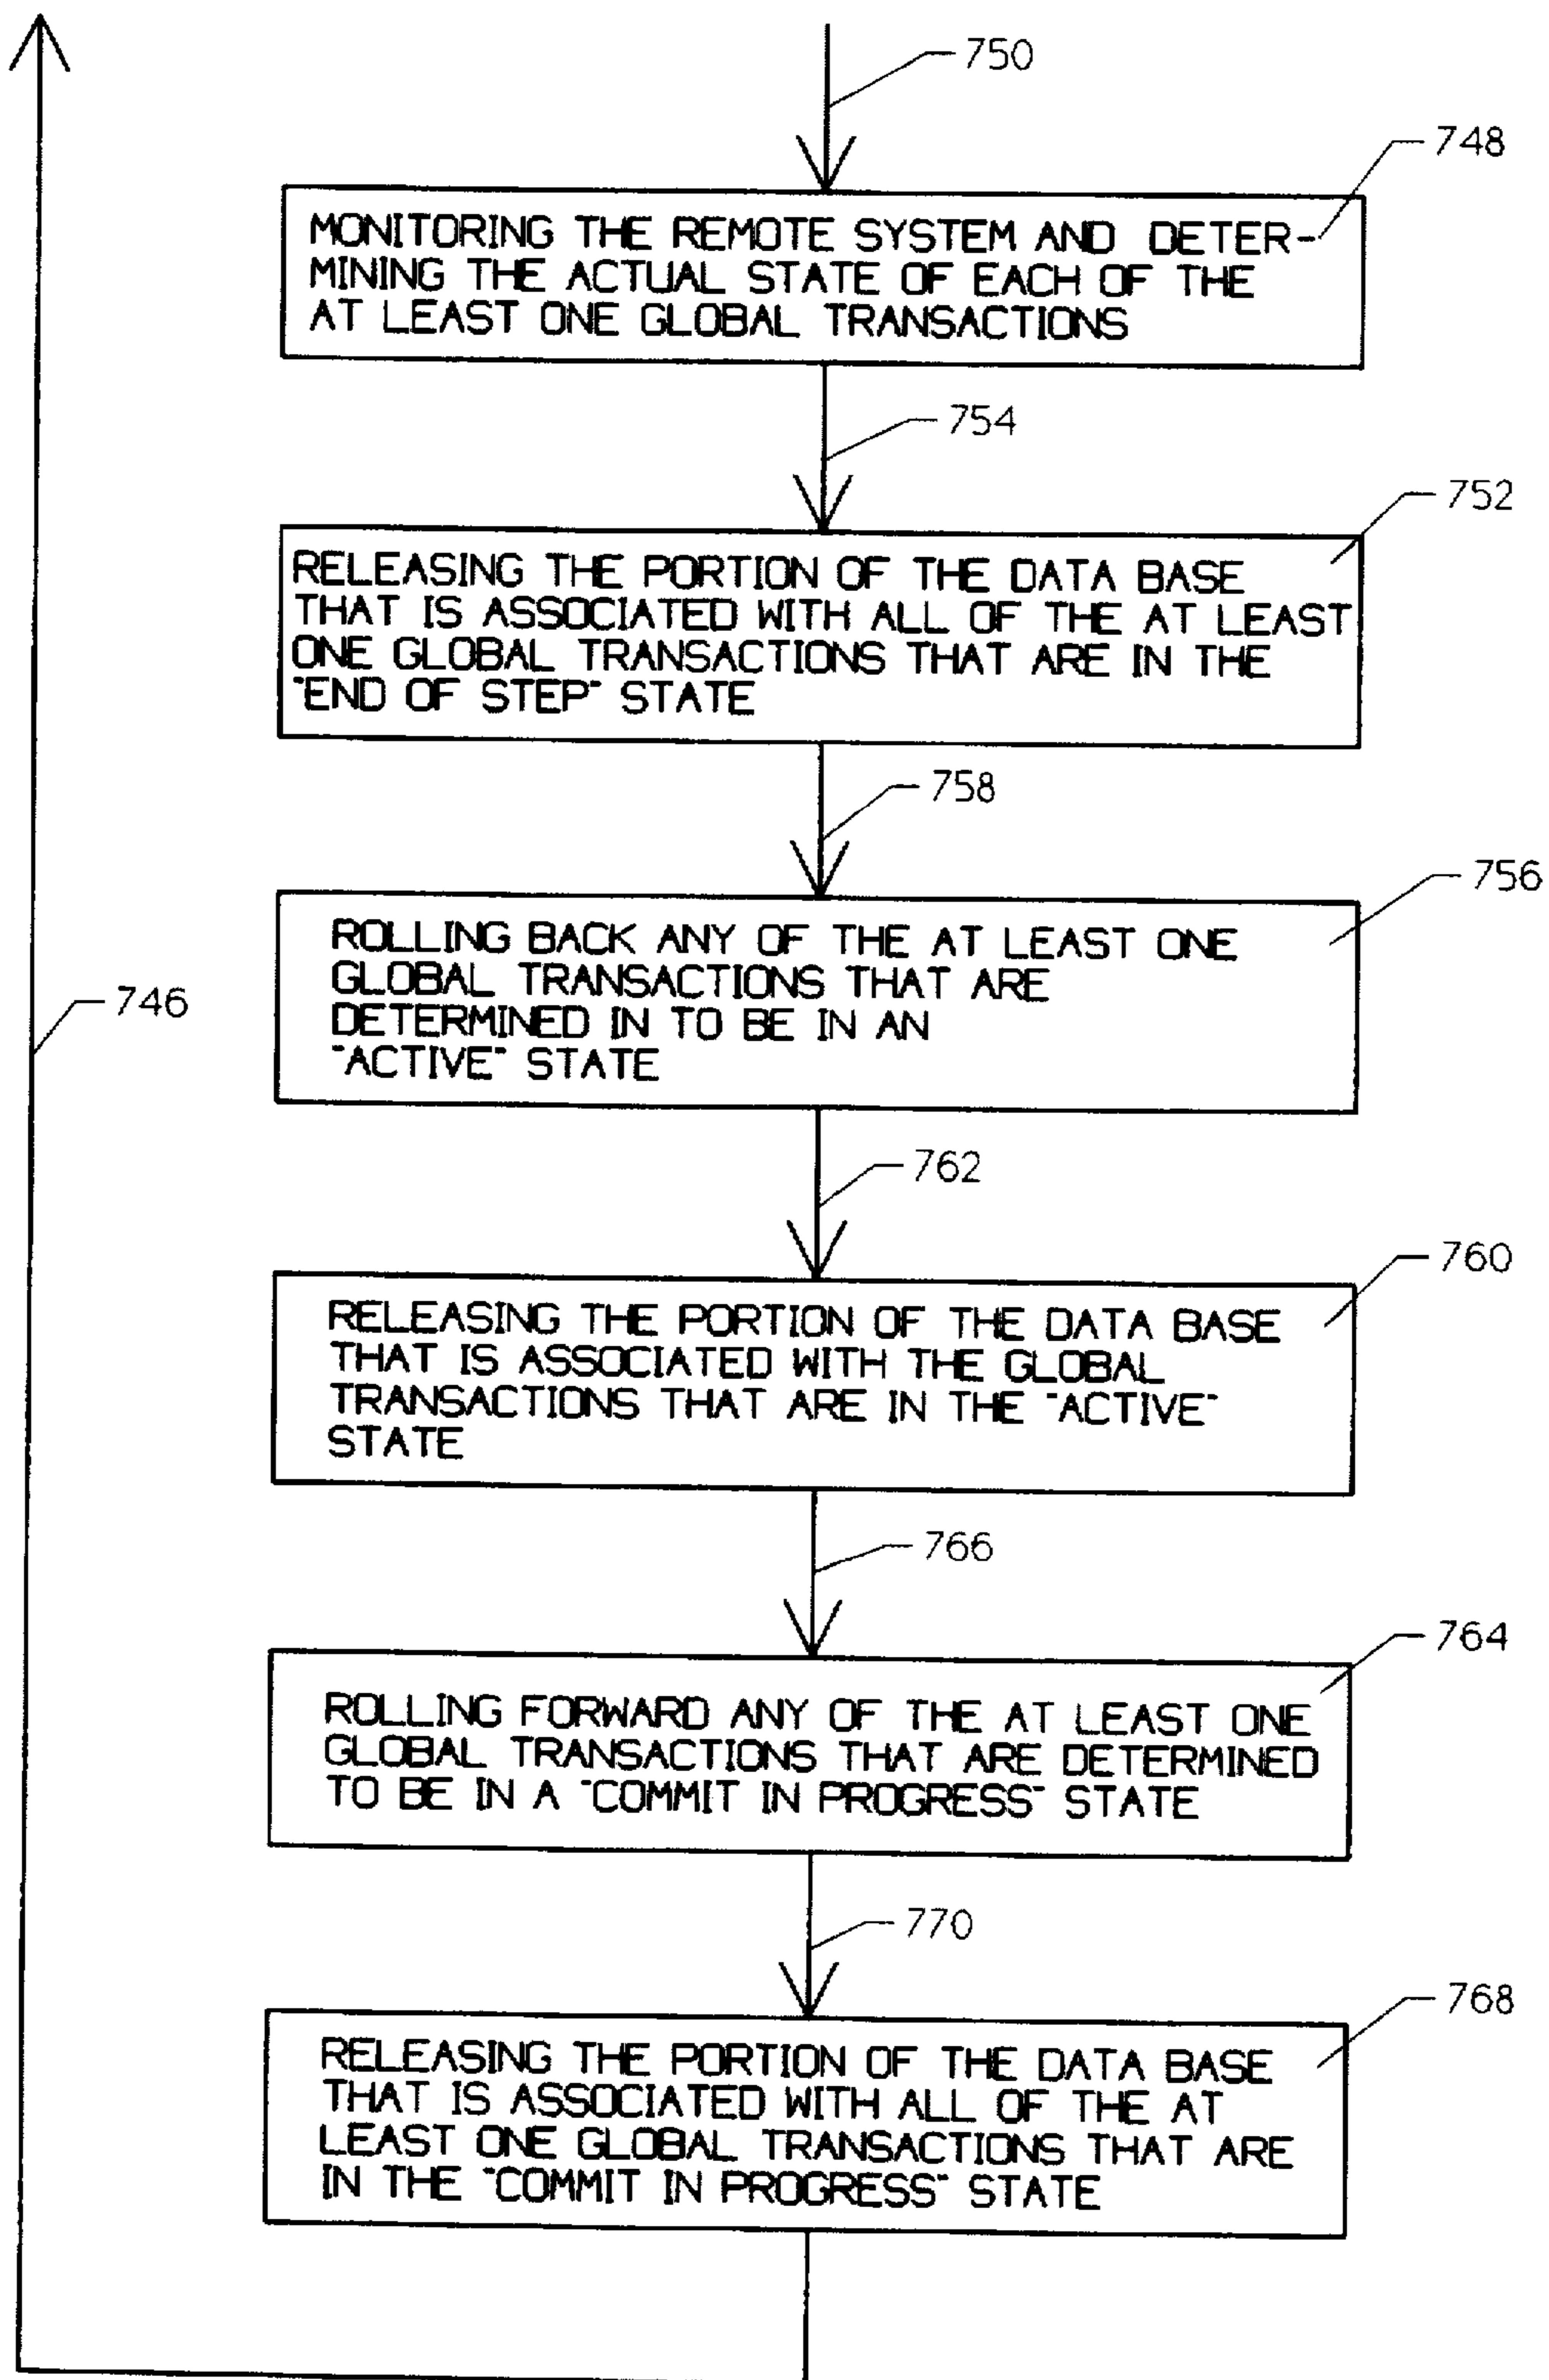 750
748
MONITORING THE REMOTE SYSTEM AND DETER-
MINING THE ACTUAL STATE OF EACH OF THE
AT LEAST ONE GLOBAL TRANSACTIONS
754
752
RELEASING THE PORTION OF THE DATA BASE
THAT IS ASSOCIATED WITH ALL OF THE AT LEAST
ONE GLOBAL TRANSACTIONS THAT ARE IN THE
"END OF STEP" STATE
758
756
ROLLING BACK ANY OF THE AT LEAST ONE
GLOBAL TRANSACTIONS THAT ARE
DETERMINED IN TO BE IN AN
"ACTIVE" STATE
746
762
760
RELEASING THE PORTION OF THE DATA BASE
THAT IS ASSOCIATED WITH THE GLOBAL
TRANSACTIONS THAT ARE IN THE "ACTIVE"
STATE
766
764
ROLLING FORWARD ANY OF THE AT LEAST ONE
GLOBAL TRANSACTIONS THAT ARE DETERMINED
TO BE IN A "COMMIT IN PROGRESS" STATE
770
768
RELEASING THE PORTION OF THE DATA BASE
THAT IS ASSOCIATED WITH ALL OF THE AT
LEAST ONE GLOBAL TRANSACTIONS THAT ARE
IN THE "COMMIT IN PROGRESS" STATE